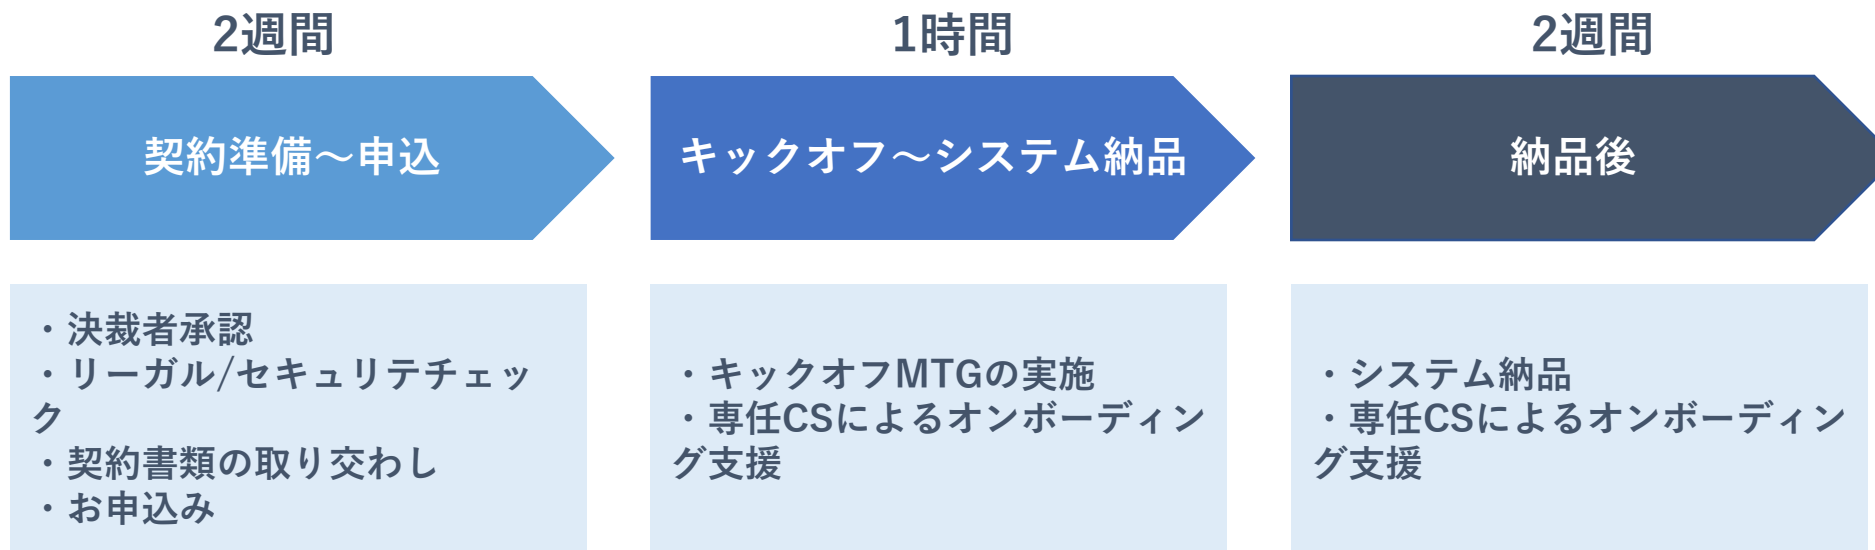 2週間
1時間
2週間
契約準備～申込
キックオフ～システム納品
納品後
・決裁者承認
・リーガル/セキュリテチェッ
ク
・契約書類の取り交わし
・お申込み
・キックオフMTGの実施
・専任CSによるオンボーディン
グ支援
・システム納品
・専任CSによるオンボーディン
グ支援